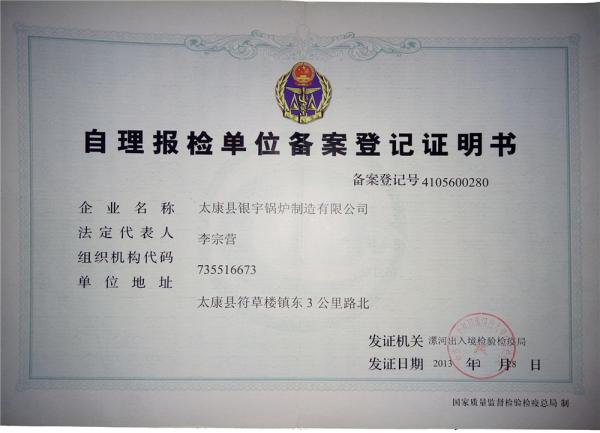 自理报检单位备案登记证明书
备案登记号 4105600280
企业名称 太康县银宇锅炉制造有限公司
法定代表人 李宗营
组织机构代码 735516673
单位地址 太康县符草楼镇东3公里路北
发证机关 漯河出入境检验检疫局
发证日期 2013 月 28 日
国家质量监督检验检疫总局 制